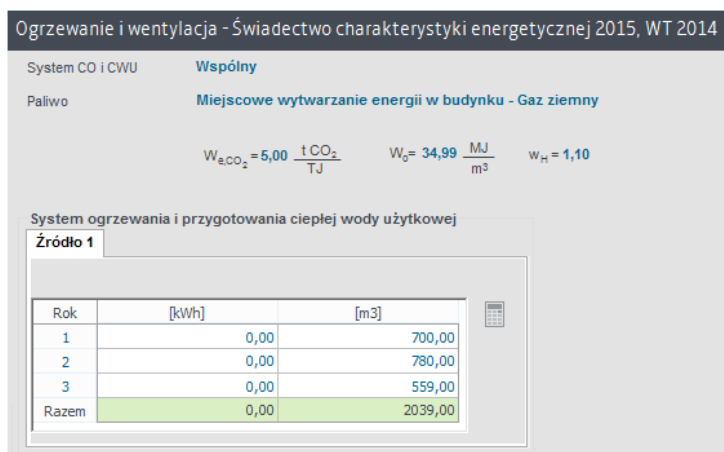 Ogrzewanie i wentylacja - Świadectwo charakterystyki energetycznej 2015, WT 2014
System CO i CWU Wspólny
Paliwo Miejscowe wytwarzanie energii w budynku - Gaz ziemny
We,CO2 = 5,00 t CO2/TJ Wo= 34,99 MJ/m3 wH = 1,10
System ogrzewania i przygotowania ciepłej wody użytkowej
Źródło 1
Rok [kWh] [m3]
1 0,00 700,00
2 0,00 780,00
3 0,00 559,00
Razem 0,00 2039,00